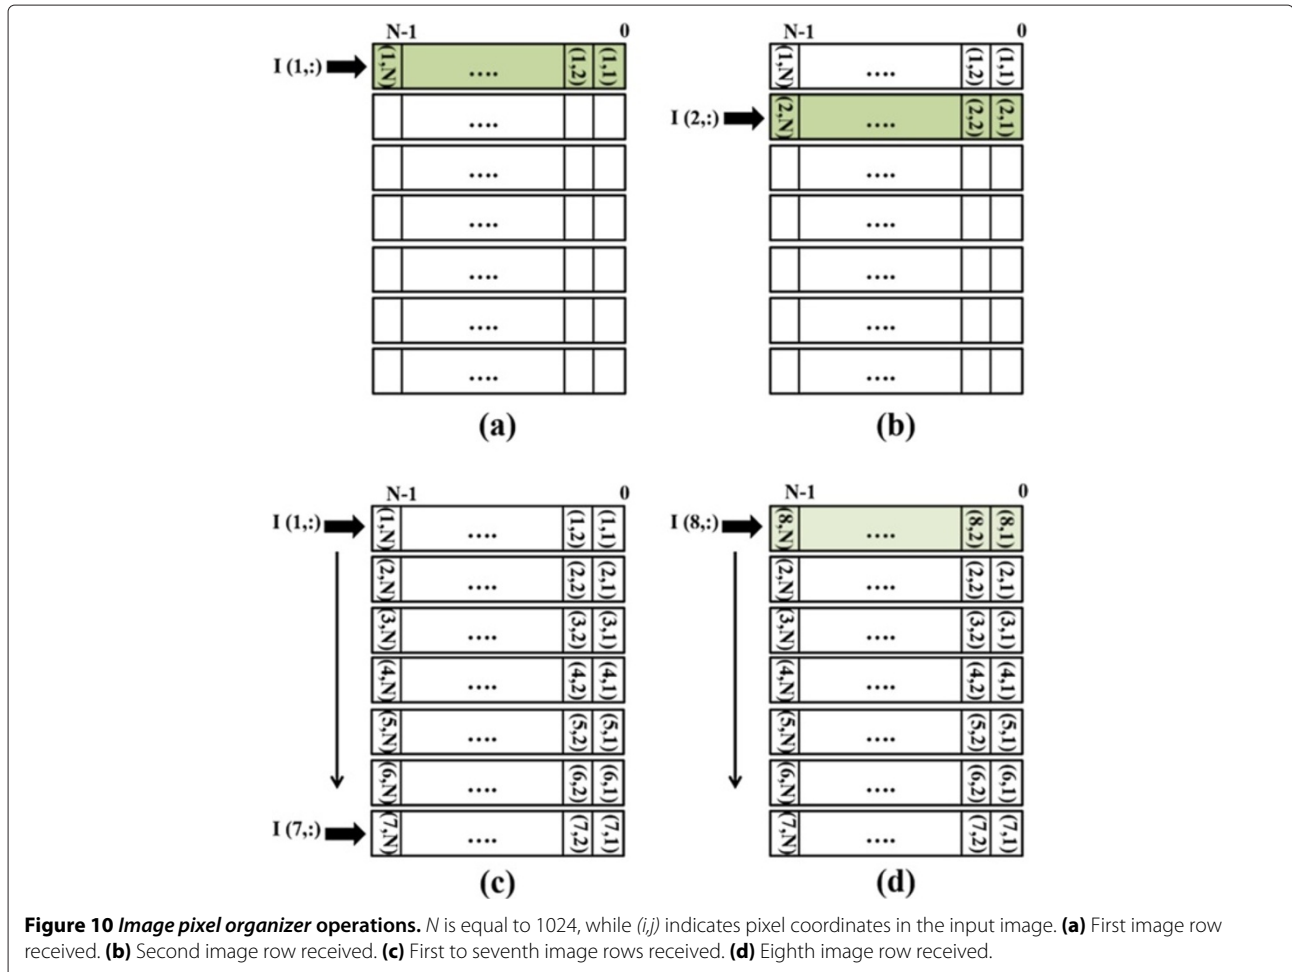 N-1 0
I (1,:) (1,N) .... (1,2) (1,1)
....
....
....
....
....
....
(a)
N-1 0
(1,N) .... (1,2) (1,1)
I (2,:) (2,N) .... (2,2) (2,1)
....
....
....
....
....
(b)
N-1 0
I (1,:) (1,N) .... (1,2) (1,1)
(2,N) .... (2,2) (2,1)
(3,N) .... (3,2) (3,1)
(4,N) .... (4,2) (4,1)
(5,N) .... (5,2) (5,1)
(6,N) .... (6,2) (6,1)
I (7,:) (7,N) .... (7,2) (7,1)
(c)
N-1 0
I (8,:) (8,N) .... (8,2) (8,1)
(2,N) .... (2,2) (2,1)
(3,N) .... (3,2) (3,1)
(4,N) .... (4,2) (4,1)
(5,N) .... (5,2) (5,1)
(6,N) .... (6,2) (6,1)
(7,N) .... (7,2) (7,1)
(d)
Figure 10 Image pixel organizer operations. N is equal to 1024, while (i,j) indicates pixel coordinates in the input image. (a) First image row
received. (b) Second image row received. (c) First to seventh image rows received. (d) Eighth image row received.